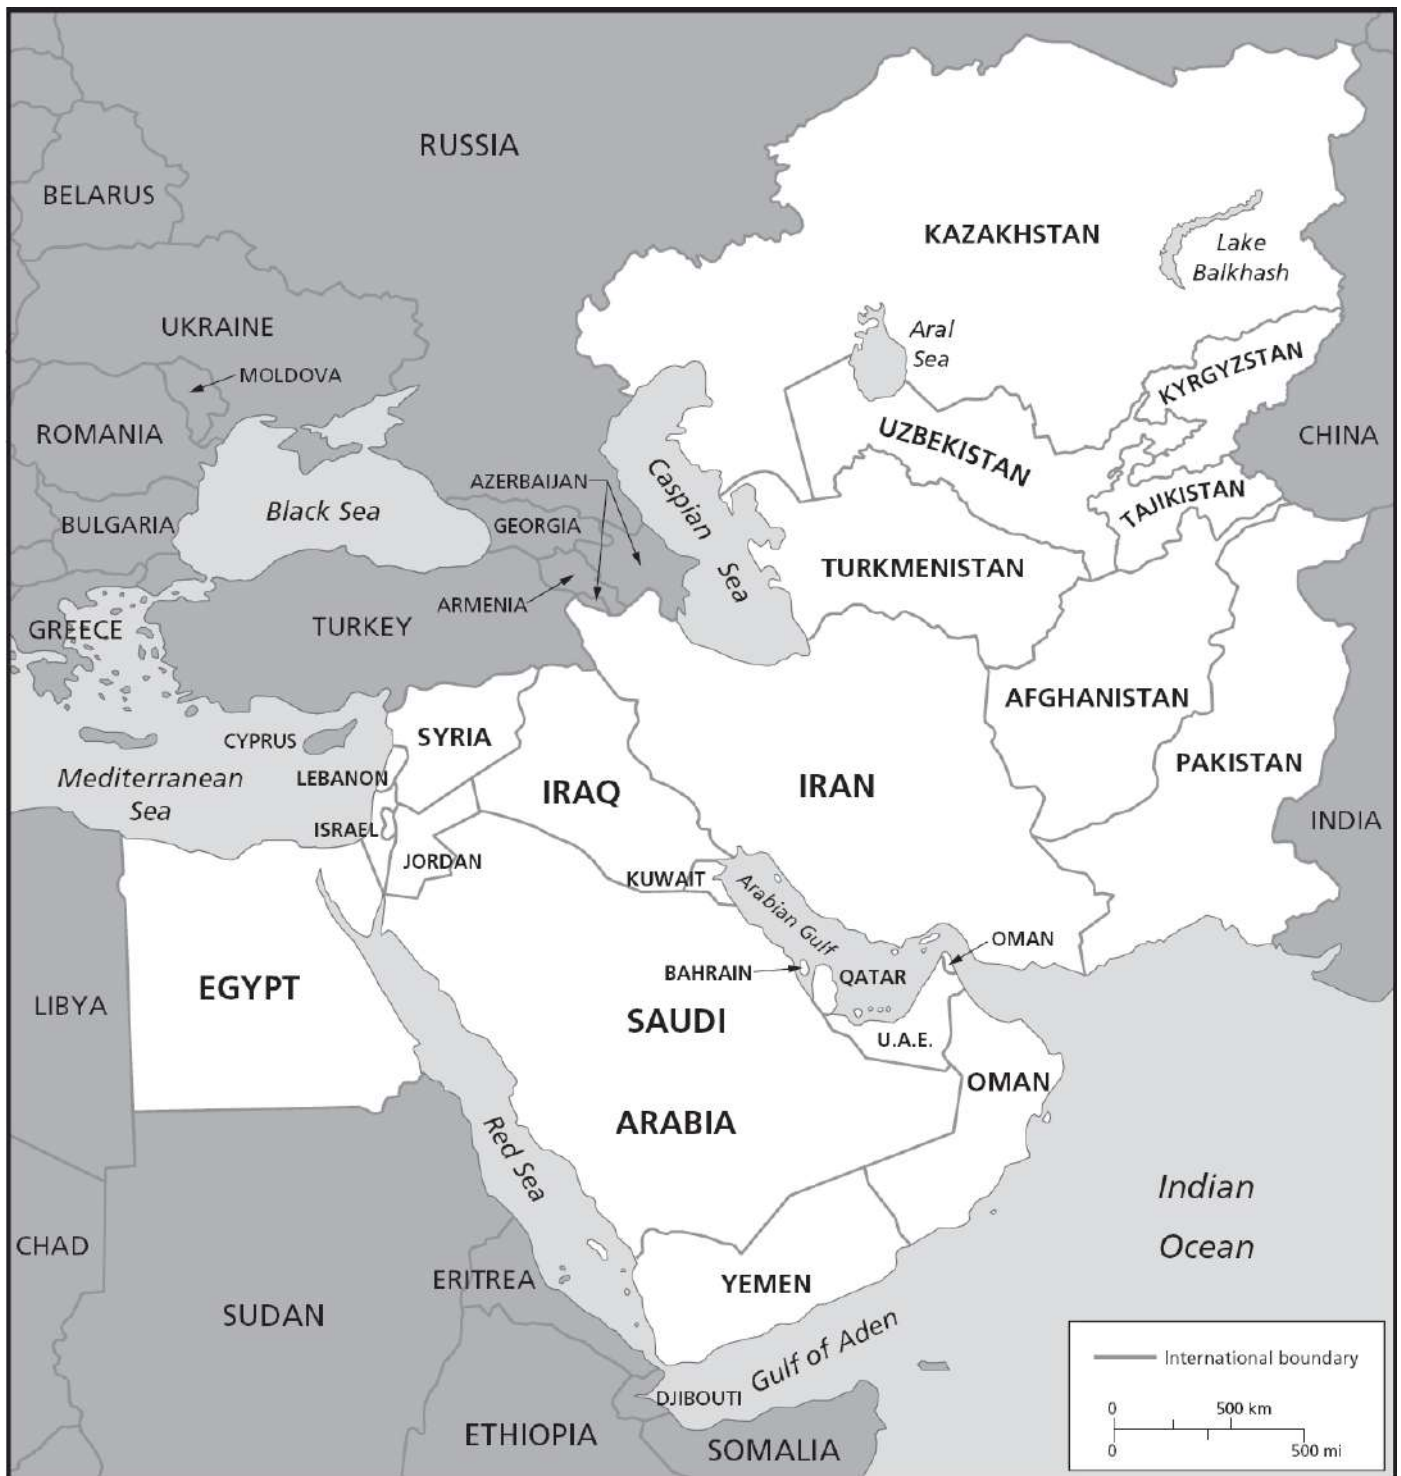 RUSSIA
BELARUS
KAZAKHSTAN
Lake
Balkhash
UKRAINE
Aral
Sea
MOLDOVA
KYRGYZSTAN
ROMANIA
UZBEKISTAN
CHINA
AZERBAIJAN
Caspian
Sea
Black Sea
BULGARIA
GEORGIA
TAJIKISTAN
TURKMENISTAN
ARMENIA
GREECE
TURKEY
AFGHANISTAN
SYRIA
CYPRUS
PAKISTAN
Mediterranean
Sea
LEBANON
IRAQ
IRAN
ISRAEL
INDIA
JORDAN
KUWAIT
Arabian Gulf
OMAN
BAHRAIN
QATAR
EGYPT
LIBYA
SAUDI
ARABIA
U.A.E.
OMAN
Red Sea
Indian
Ocean
CHAD
ERITREA
YEMEN
SUDAN
Gulf of Aden
DJIBOUTI
ETHIOPIA
SOMALIA
International boundary
0 500 km
0 500 mi